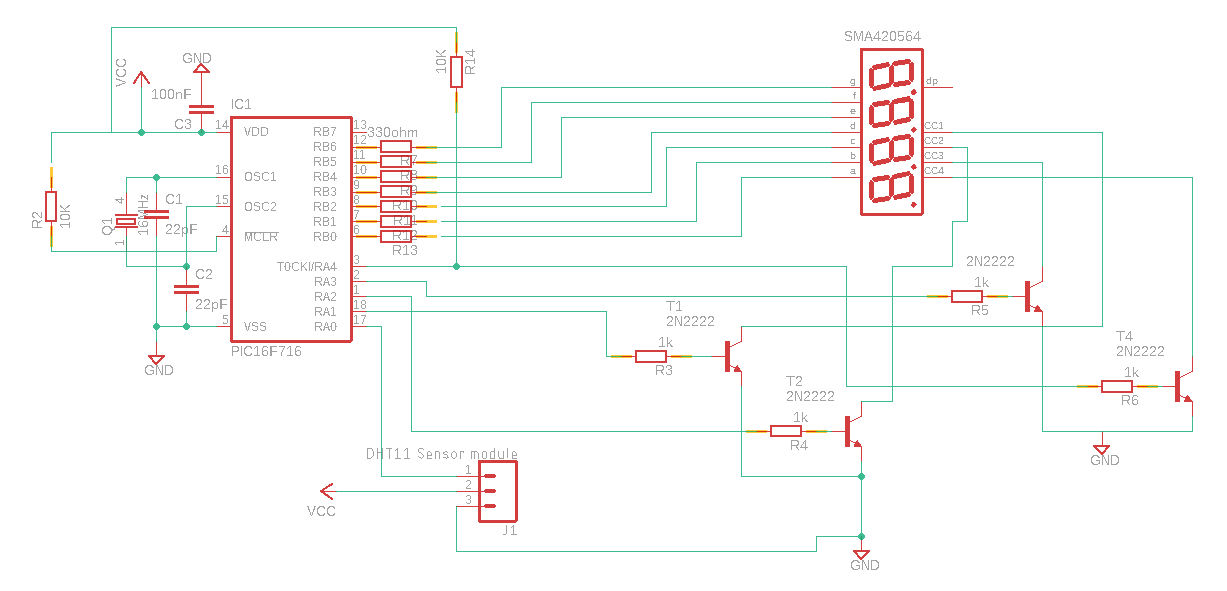 SMA420564
VCC
GND
100nF
C3
10K
R14
IC1
14
VDD
16
OSC1
15
OSC2
4
MCLR
5
VSS
RB7
13
RB6
12
RB5
11
RB4
10
RB3
9
RB2
8
RB1
7
RB0
6
T0CKI/RA4
3
RA3
2
RA2
1
RA1
18
RA0
17
PIC16F716
330ohm
R7
R8
R9
R10
R11
R12
R13
g
f
e
d
c
b
a
dp
CC1
CC2
CC3
CC4
R2
10K
Q1
4
1
16MHz
C1
22pF
C2
22pF
GND
2N2222
1k
R5
T1
2N2222
1k
R3
T2
2N2222
1k
R4
T4
2N2222
1k
R6
GND
DHT11 Sensor module
1
2
3
VCC
J1
GND